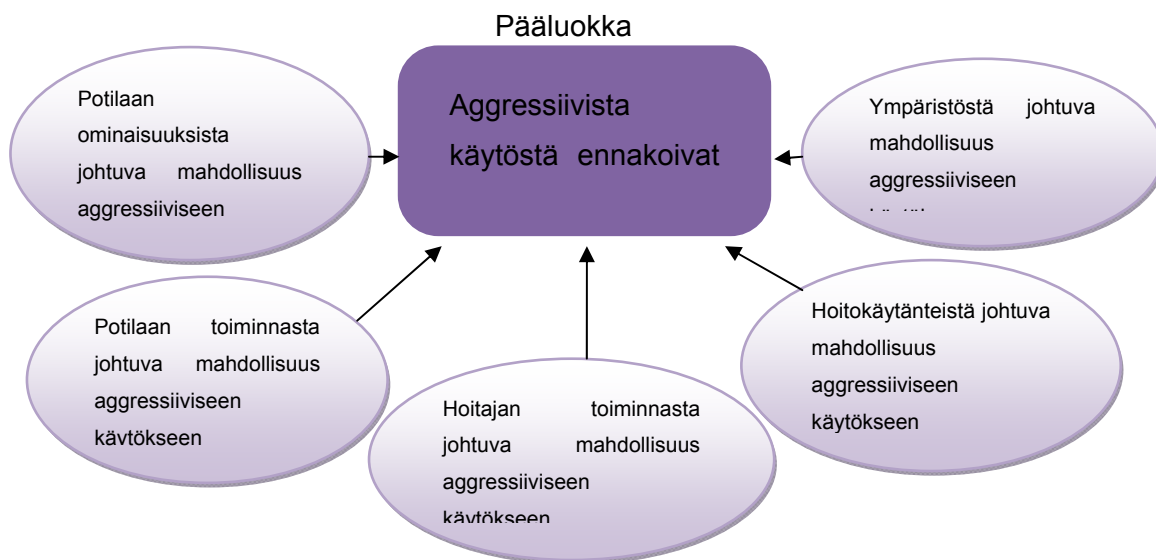 Pääluokka
Aggressiivista
käytöstä ennakoivat
Potilaan
ominaisuuksista
johtuva mahdollisuus
aggressiiviseen
Ympäristöstä johtuva
mahdollisuus
aggressiiviseen
Potilaan toiminnasta
johtuva mahdollisuus
aggressiiviseen
käytökseen
Hoitajan toiminnasta
johtuva mahdollisuus
aggressiiviseen
käytökseen
Hoitokäytänteistä johtuva
mahdollisuus
aggressiiviseen
käytökseen